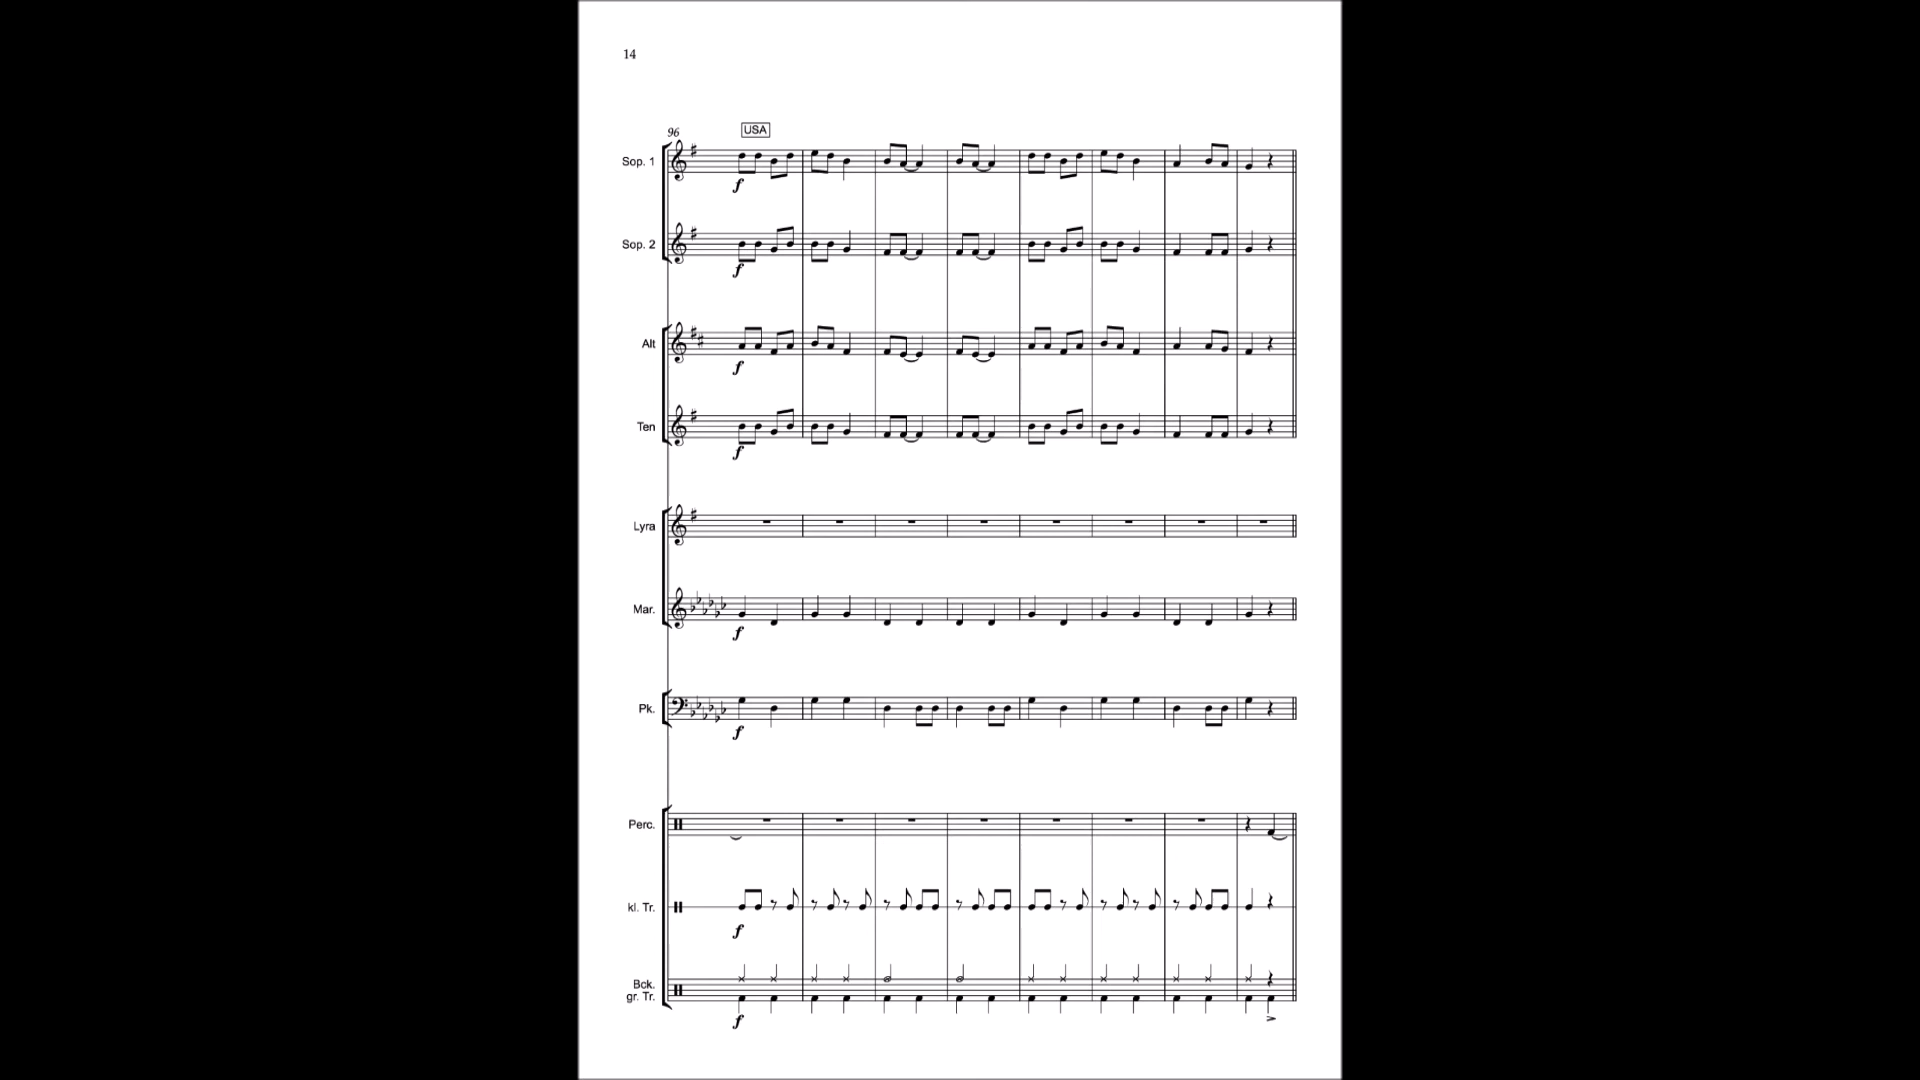 14
96
USA
Sop. 1
f
Sop. 2
f
Alt
f
Ten
f
Lyra
Mar.
f
Pk.
f
Perc.
kl. Tr.
f
Bck.
gr. Tr.
f